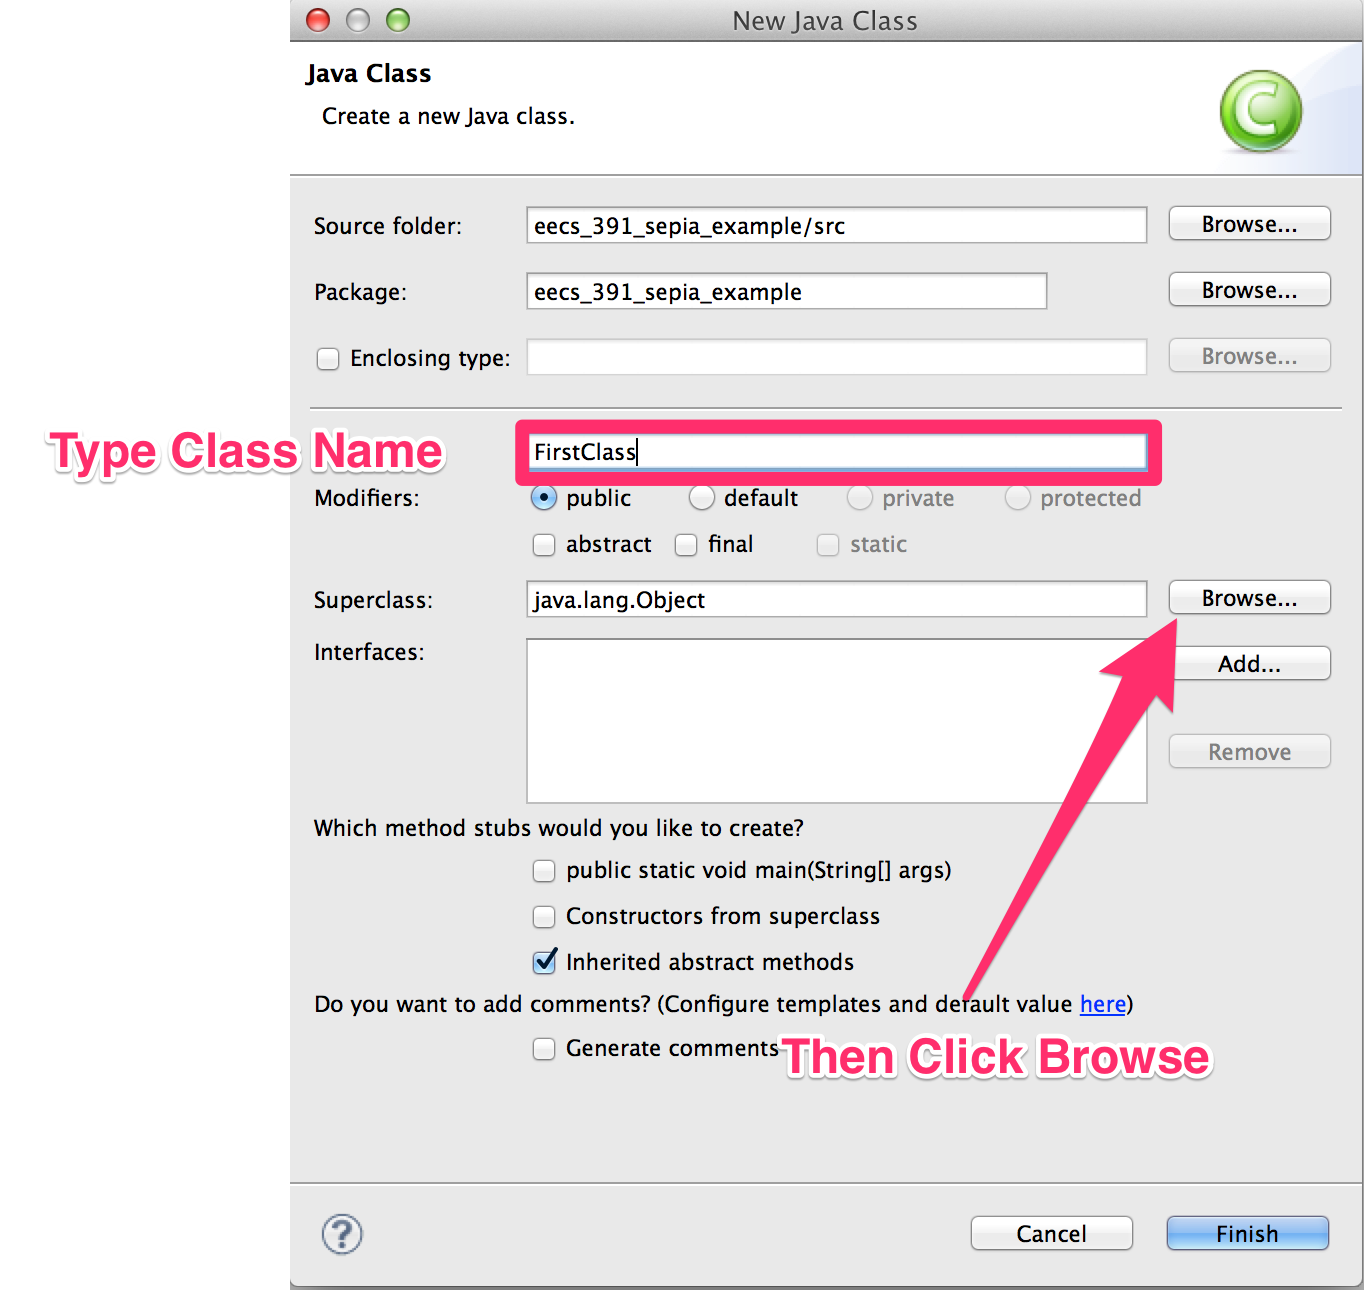 New Java Class
Java Class
Create a new Java class.
C
Source folder: eecs_391_sepia_example/src Browse...
Package: eecs_391_sepia_example Browse...
Enclosing type: Browse...
Type Class Name FirstClass
Modifiers: public default private protected
abstract final static
Superclass: java.lang.Object Browse...
Interfaces: Add...
Remove
Which method stubs would you like to create?
public static void main(String[] args)
Constructors from superclass
Inherited abstract methods
Do you want to add comments? (Configure templates and default value here)
Generate comments Then Click Browse
? Cancel Finish